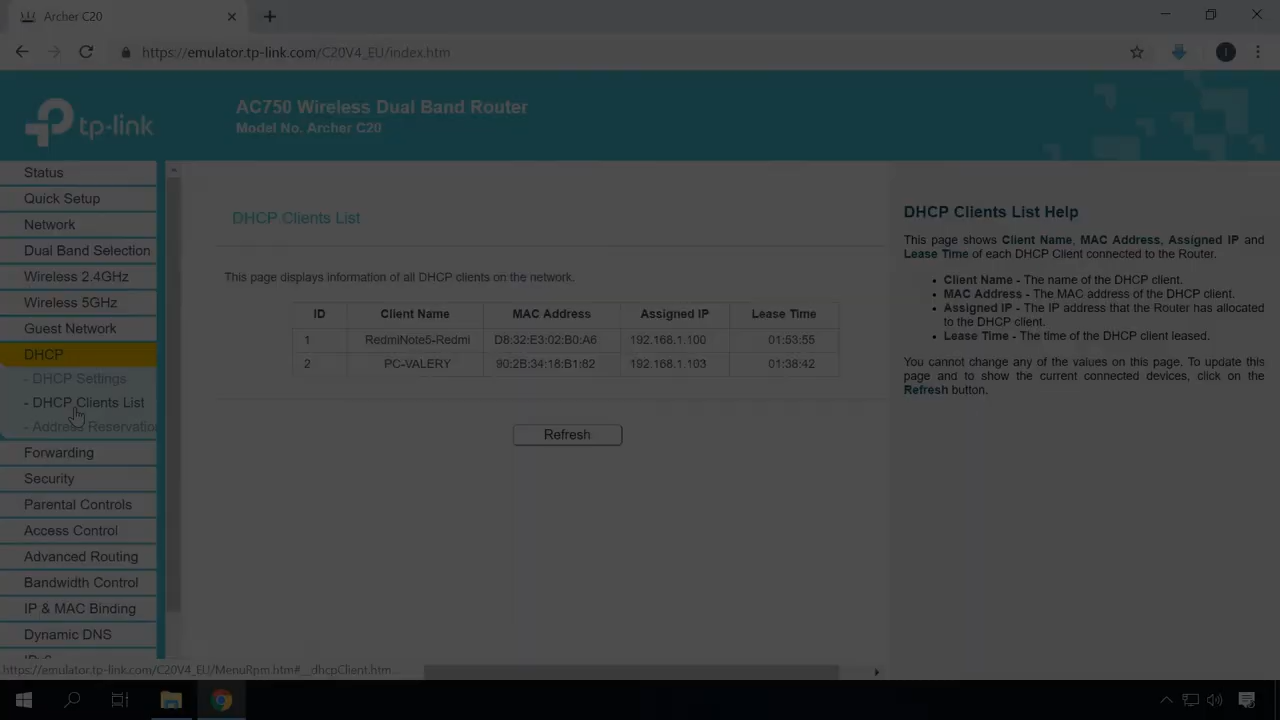 Archer C20
https://emulator.tp-link.com/C20V4_EU/index.htm
I
tp-link
AC750 Wireless Dual Band Router
Model No. Archer C20
Status
Quick Setup
Network
Dual Band Selection
Wireless 2.4GHz
Wireless 5GHz
Guest Network
DHCP
- DHCP Settings
- DHCP Clients List
- Address Reservation
Forwarding
Security
Parental Controls
Access Control
Advanced Routing
Bandwidth Control
IP & MAC Binding
Dynamic DNS
DHCP Clients List
This page displays information of all DHCP clients on the network.
ID Client Name MAC Address Assigned IP Lease Time
1 RedmiNote5-Redmi D8:32:E3:02:B0:A6 192.168.1.100 01:53:55
2 PC-VALERY 90:2B:34:18:B1:62 192.168.1.103 01:38:42
Refresh
DHCP Clients List Help
This page shows Client Name, MAC Address, Assigned IP and
Lease Time of each DHCP Client connected to the Router.
• Client Name - The name of the DHCP client.
• MAC Address - The MAC address of the DHCP client.
• Assigned IP - The IP address that the Router has allocated
to the DHCP client.
• Lease Time - The time of the DHCP client leased.
You cannot change any of the values on this page. To update this
page and to show the current connected devices, click on the
Refresh button.
https://emulator.tp-link.com/C20V4_EU/MenuRpm.htm#__dhcpClient.htm